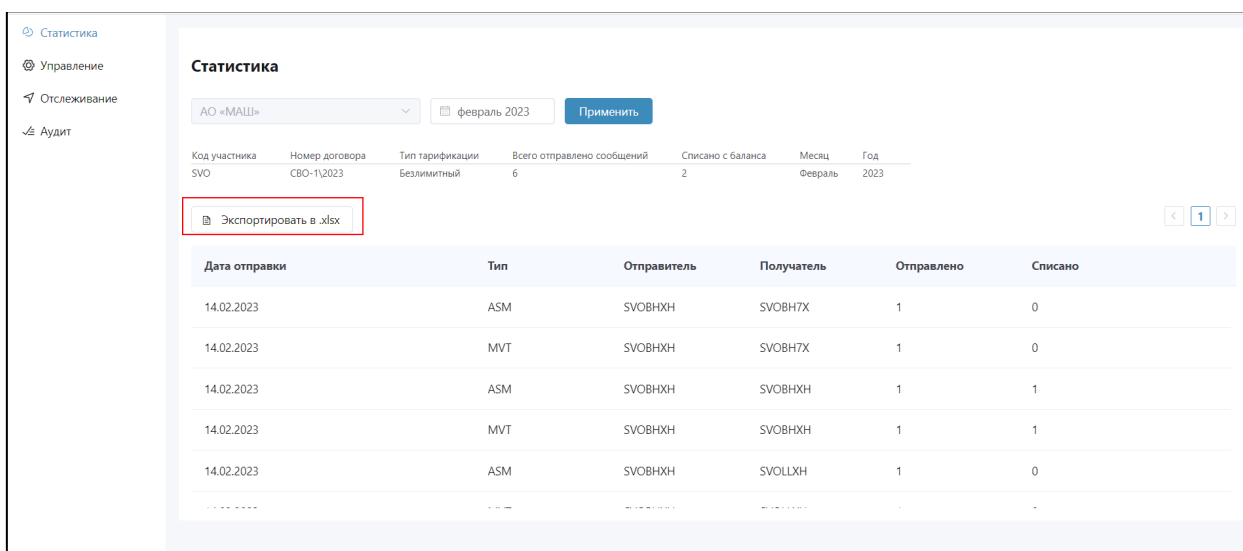 Статистика
Управление
Отслеживание
Аудит
Статистика
АО «МАШ» февраль 2023 Применить
Код участника Номер договора Тип тарификации Всего отправлено сообщений Списано с баланса Месяц Год
SVO СВО-1\2023 Безлимитный 6 2 Февраль 2023
Экспортировать в .xlsx 1
Дата отправки Тип Отправитель Получатель Отправлено Списано
14.02.2023 ASM SVOBHXH SVOBH7X 1 0
14.02.2023 MVT SVOBHXH SVOBH7X 1 0
14.02.2023 ASM SVOBHXH SVOBHXH 1 1
14.02.2023 MVT SVOBHXH SVOBHXH 1 1
14.02.2023 ASM SVOBHXH SVOLLXH 1 0